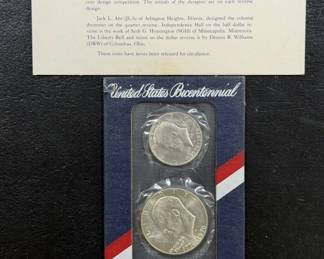 coin design competition. The initials of the designer are on each reverse
design.
Jack L. Ahr (JLA) of Arlington Heights, Illinois, designed the colonial
drummer on the quarter reverse. Independence Hall on the half dollar re-
verse is the work of Seth G. Huntington (SGH) of Minneapolis, Minnesota.
The Liberty Bell and moon on the dollar reverse is by Dennis R. Williams
(DRW) of Columbus, Ohio.
These coins have never been released for circulation.
United States Bicentennial